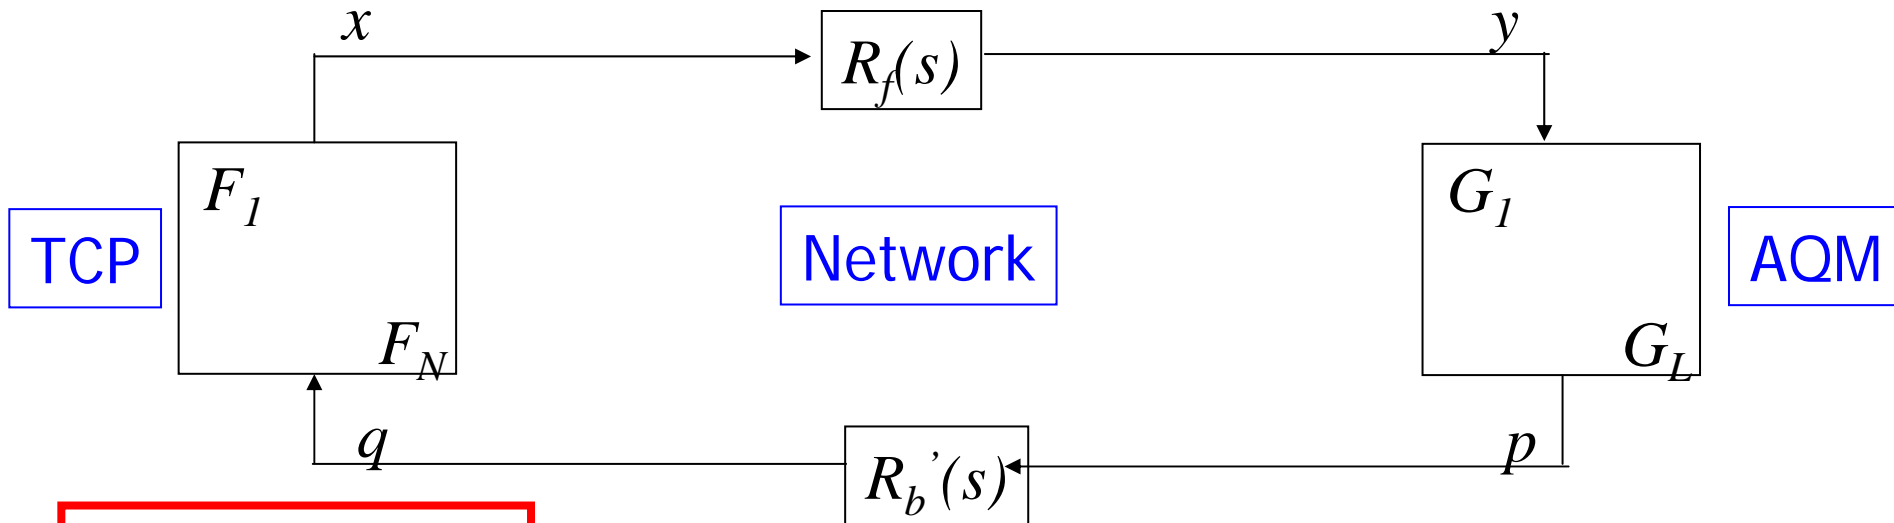 x
R_f(s)
y
F_1
G_1
TCP
Network
AQM
F_N
G_L
q
R_b'(s)
p